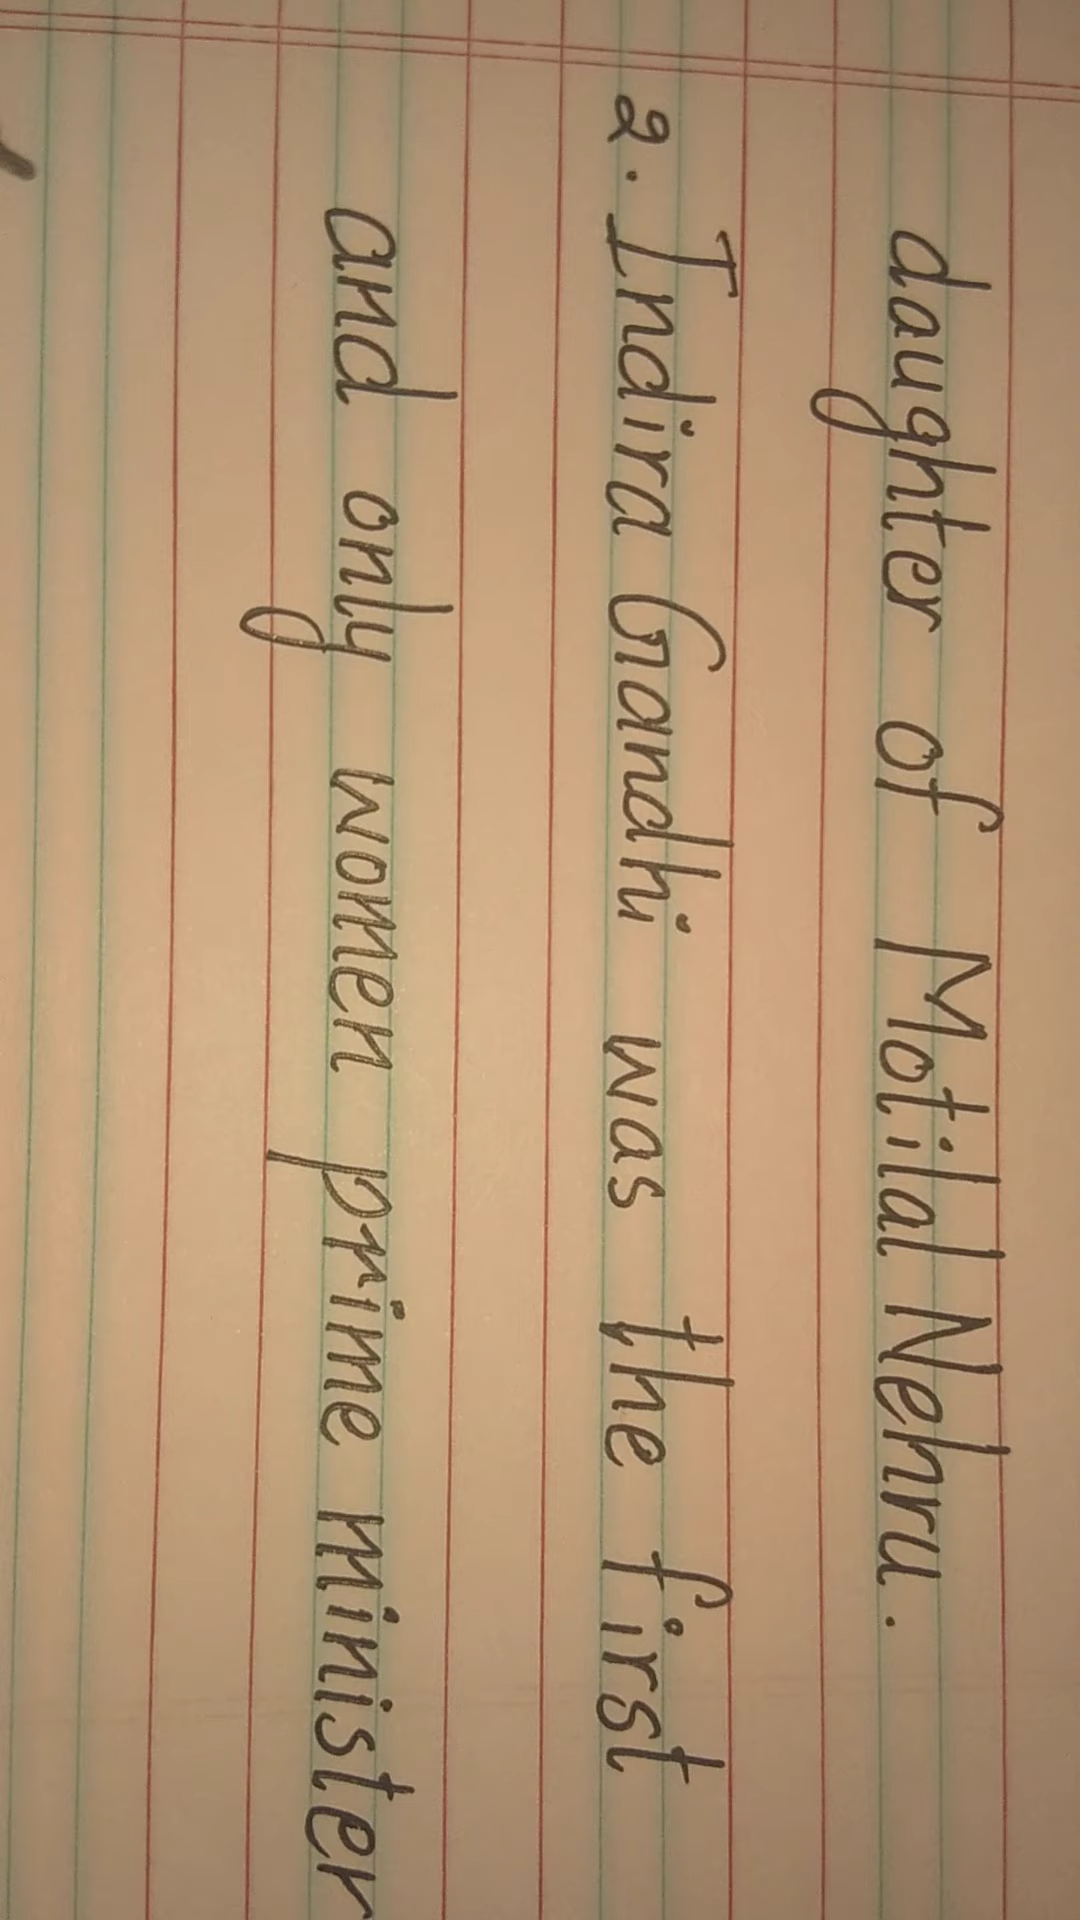 daughter of Motilal Nehru.
2. Indira Gandhi was the first
and only women prime minister